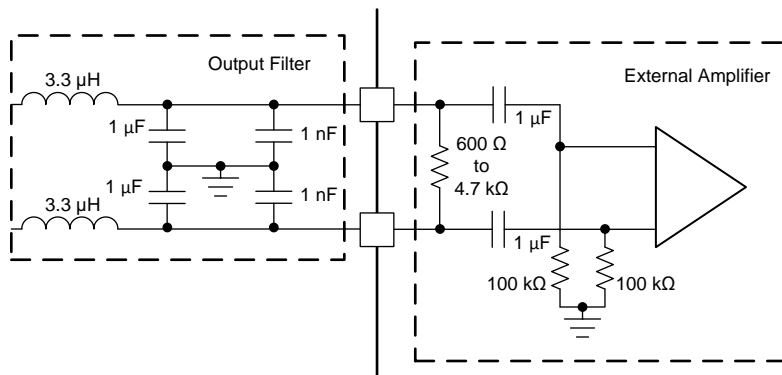 Output Filter
External Amplifier
3.3 µH
1 µF
1 nF
1 µF
600 Ω
to
4.7 kΩ
1 µF
1 nF
3.3 µH
1 µF
100 kΩ
100 kΩ